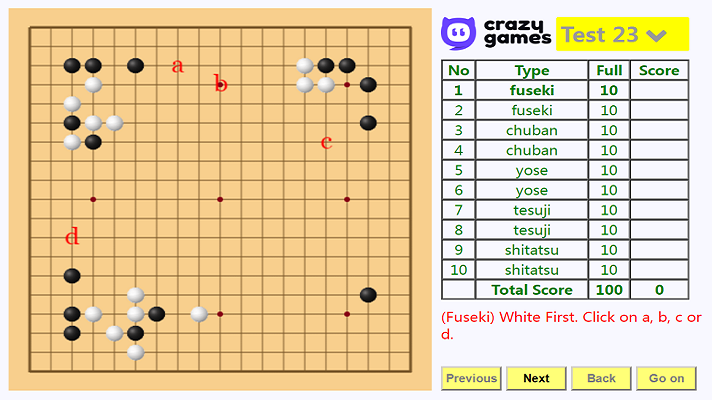 a
b
c
d
crazy
games
Test 23
No Type Full Score
1 fuseki 10
2 fuseki 10
3 chuban 10
4 chuban 10
5 yose 10
6 yose 10
7 tesuji 10
8 tesuji 10
9 shitatsu 10
10 shitatsu 10
Total Score 100 0
(Fuseki) White First. Click on a, b, c or
d.
Previous Next Back Go on